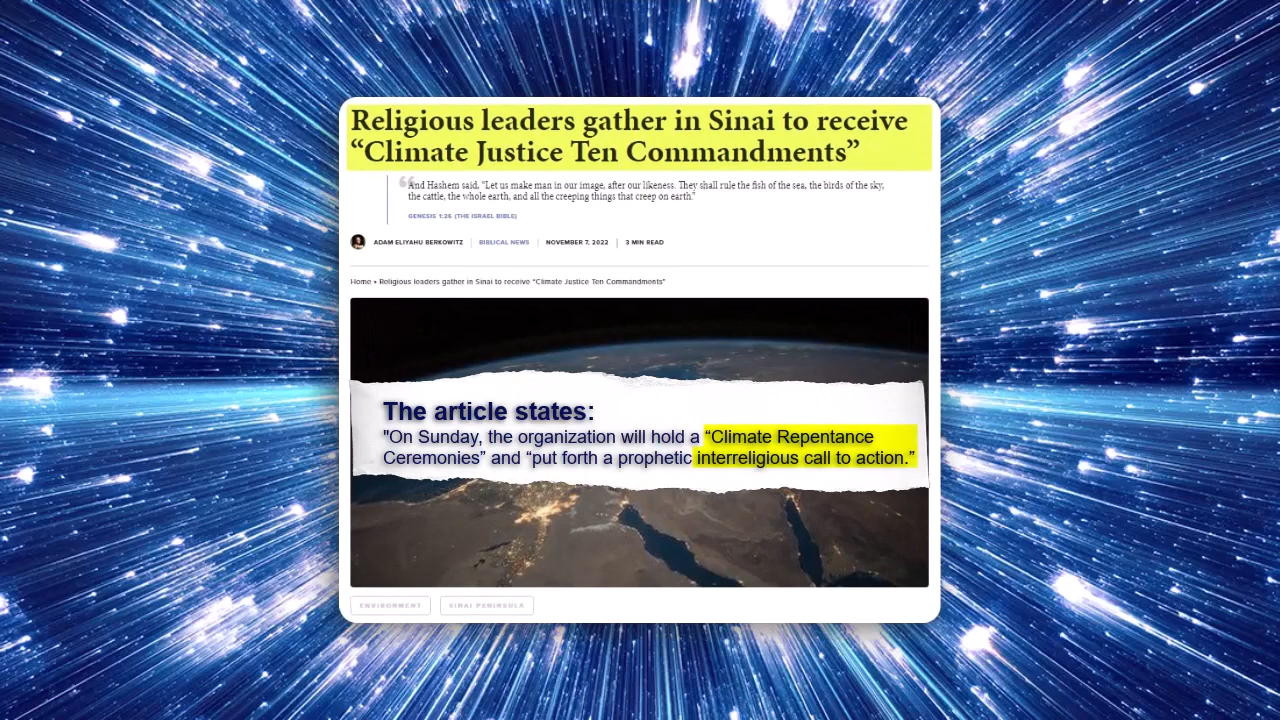 Religious leaders gather in Sinai to receive
“Climate Justice Ten Commandments”
And Hashem said, “Let us make man in our image, after our likeness. They shall rule the fish of the sea, the birds of the sky,
the cattle, the whole earth, and all the creeping things that creep on earth.”
GENESIS 1:26 (THE ISRAEL BIBLE)
ADAM ELIYAHU BERKOWITZ | BIBLICAL NEWS | NOVEMBER 7, 2022 | 3 MIN READ
Home • Religious leaders gather in Sinai to receive “Climate Justice Ten Commandments”
The article states:
"On Sunday, the organization will hold a “Climate Repentance
Ceremonies” and “put forth a prophetic interreligious call to action.”
ENVIRONMENT SINAI PENINSULA